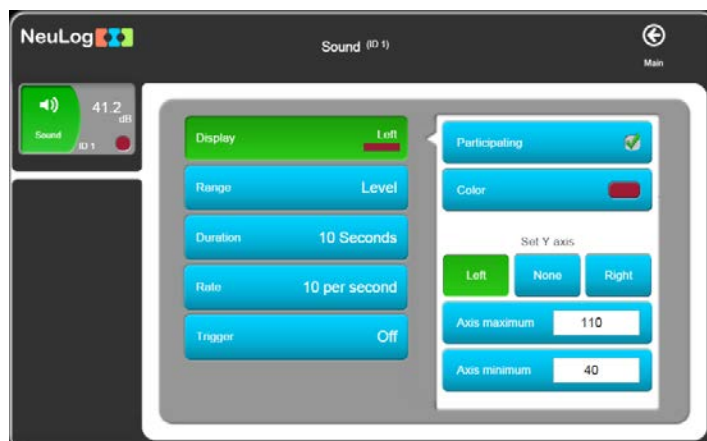 NeuLog
Sound (ID 1)
Main
41.2
dB
Sound
ID 1
Display Left
Range Level
Duration 10 Seconds
Rate 10 per second
Trigger Off
Participating
Color
Set Y axis
Left None Right
Axis maximum 110
Axis minimum 40